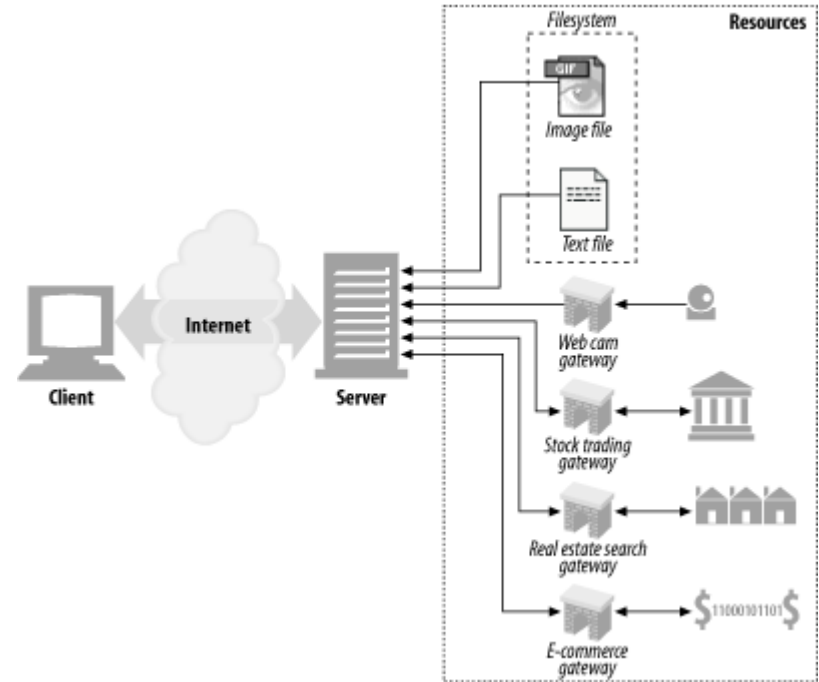 Filesystem
Resources
GIF
Image file
Text file
Internet
Client
Server
Web cam
gateway
Stock trading
gateway
Real estate search
gateway
$11000101101$
E-commerce
gateway